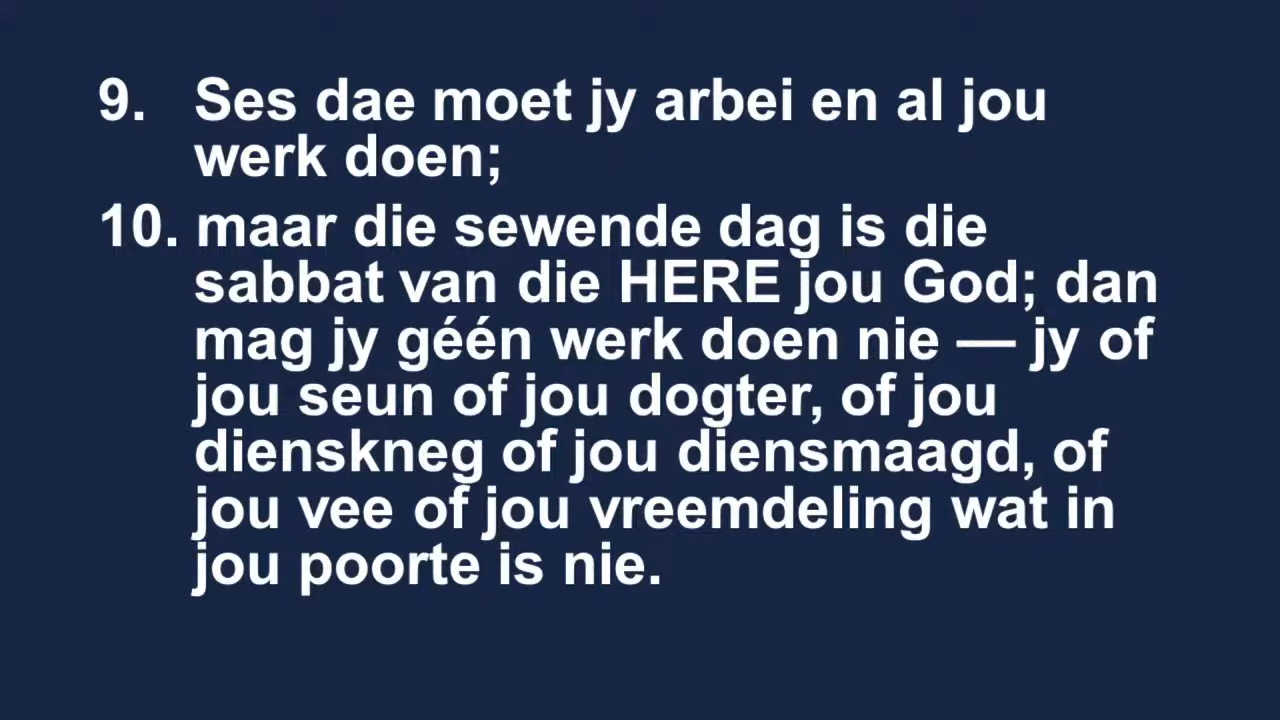 9. Ses dae moet jy arbei en al jou
werk doen;
10. maar die sewende dag is die
sabbat van die HERE jou God; dan
mag jy géén werk doen nie — jy of
jou seun of jou dogter, of jou
dienskneg of jou diensmaagd, of
jou vee of jou vreemdeling wat in
jou poorte is nie.